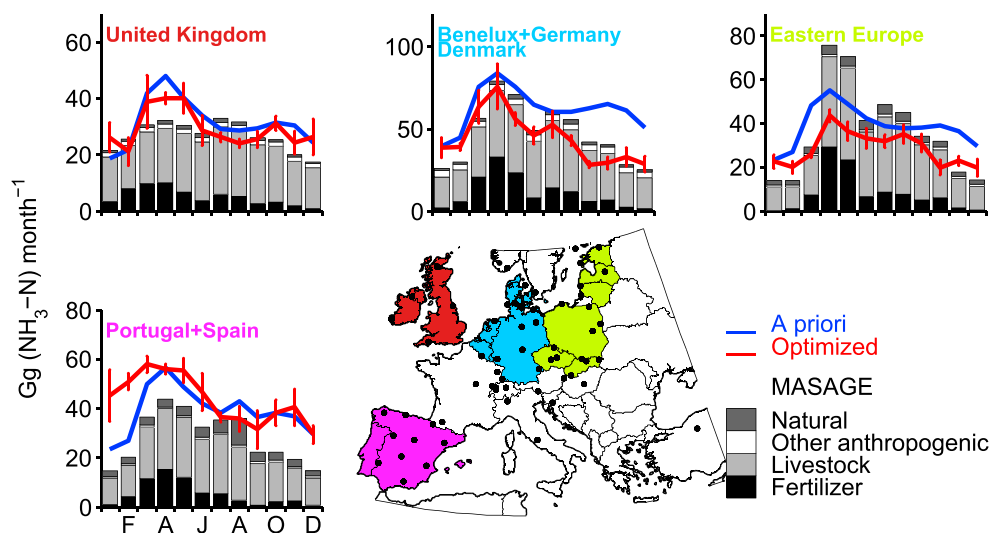 United Kingdom
60
40
20
0
Benelux+Germany
Denmark
100
50
0
Eastern Europe
80
60
40
20
0
Gg (NH3−N) month−1
Portugal+Spain
80
60
40
20
0
F A J A O D
A priori
Optimized
MASAGE
Natural
Other anthropogenic
Livestock
Fertilizer